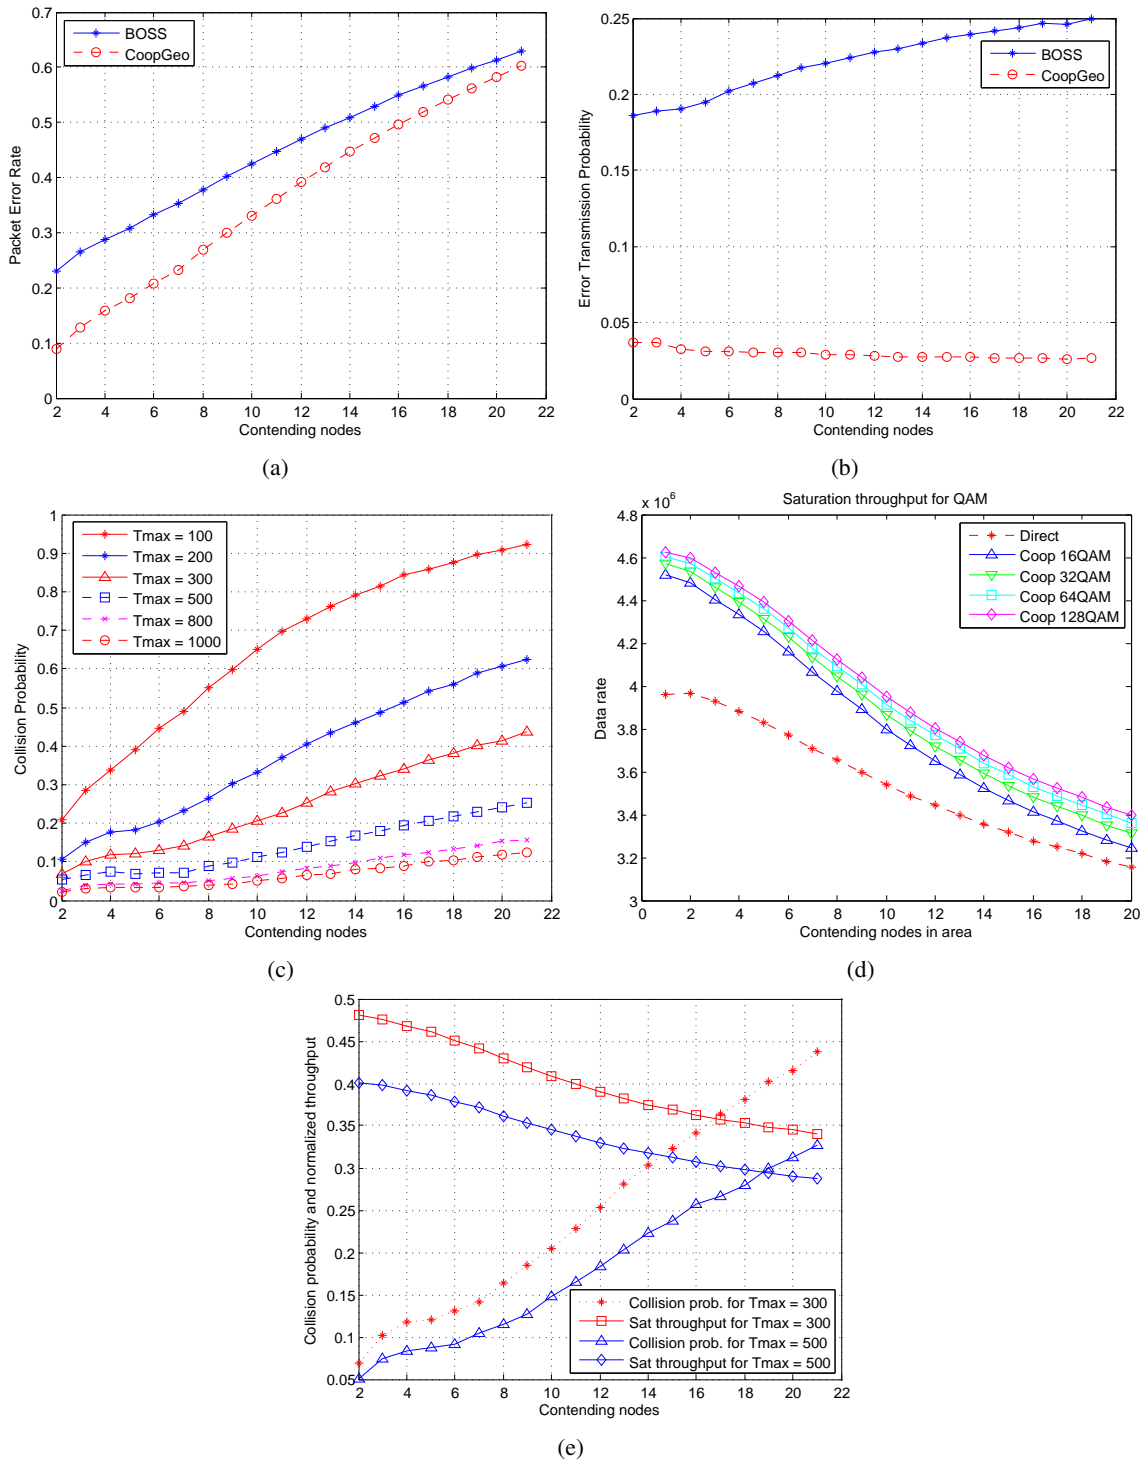 0.7
0.6
0.5
0.4
0.3
0.2
0.1
0
2 4 6 8 10 12 14 16 18 20 22
Contending nodes
Packet Error Rate
BOSS
CoopGeo
(a)
0.25
0.2
0.15
0.1
0.05
0
2 4 6 8 10 12 14 16 18 20 22
Contending nodes
Error Transmission Probability
BOSS
CoopGeo
(b)
1
0.9
0.8
0.7
0.6
0.5
0.4
0.3
0.2
0.1
0
2 4 6 8 10 12 14 16 18 20 22
Contending nodes
Collision Probability
Tmax = 100
Tmax = 200
Tmax = 300
Tmax = 500
Tmax = 800
Tmax = 1000
(c)
Saturation throughput for QAM
x 10^6
4.8
4.6
4.4
4.2
4
3.8
3.6
3.4
3.2
3
0 2 4 6 8 10 12 14 16 18 20
Contending nodes in area
Data rate
Direct
Coop 16QAM
Coop 32QAM
Coop 64QAM
Coop 128QAM
(d)
0.5
0.45
0.4
0.35
0.3
0.25
0.2
0.15
0.1
0.05
2 4 6 8 10 12 14 16 18 20 22
Contending nodes
Collision probability and normalized throughput
Collision prob. for Tmax = 300
Sat throughput for Tmax = 300
Collision prob. for Tmax = 500
Sat throughput for Tmax = 500
(e)